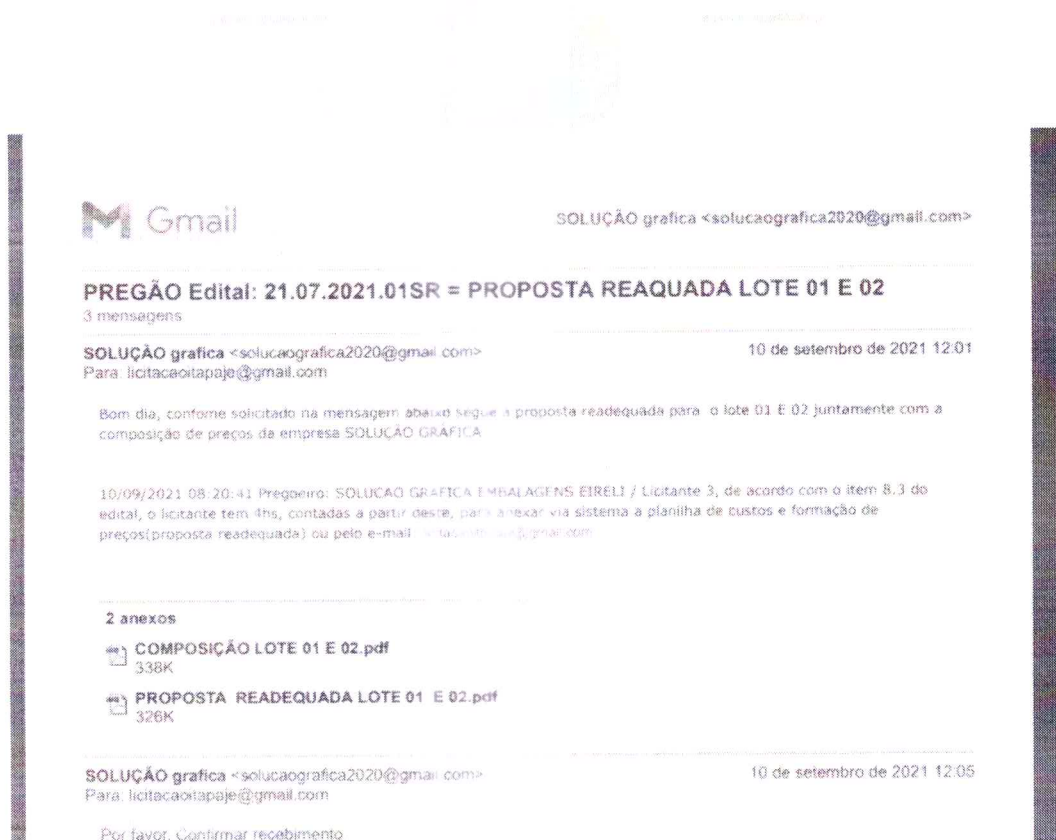 Gmail
SOLUÇÃO grafica <solucaografica2020@gmail.com>
PREGÃO Edital: 21.07.2021.01SR = PROPOSTA REAQUADA LOTE 01 E 02
3 mensagens
SOLUÇÃO grafica <solucaografica2020@gmail.com>
10 de setembro de 2021 12:01
Para: licitacaoitapaje@gmail.com
Bom dia, confome solicitado na mensagem abaixo segue a proposta readequada para o lote 01 E 02 juntamente com a
composição de preços da empresa SOLUÇÃO GRÁFICA
10/09/2021 08:20:41 Pregoeiro: SOLUCAO GRAFICA EMBALAGENS EIRELI / Licitante 3, de acordo com o item 8.3 do
edital, o licitante tem 4hs, contadas a partir deste, para anexar via sistema a planilha de custos e formação de
preços(proposta readequada) ou pelo e-mail
2 anexos
COMPOSIÇÃO LOTE 01 E 02.pdf
338K
PROPOSTA READEQUADA LOTE 01 E 02.pdf
326K
SOLUÇÃO grafica <solucaografica2020@gmail.com>
10 de setembro de 2021 12:05
Para: licitacaoitapaje@gmail.com
Por favor, Confirmar recebimento